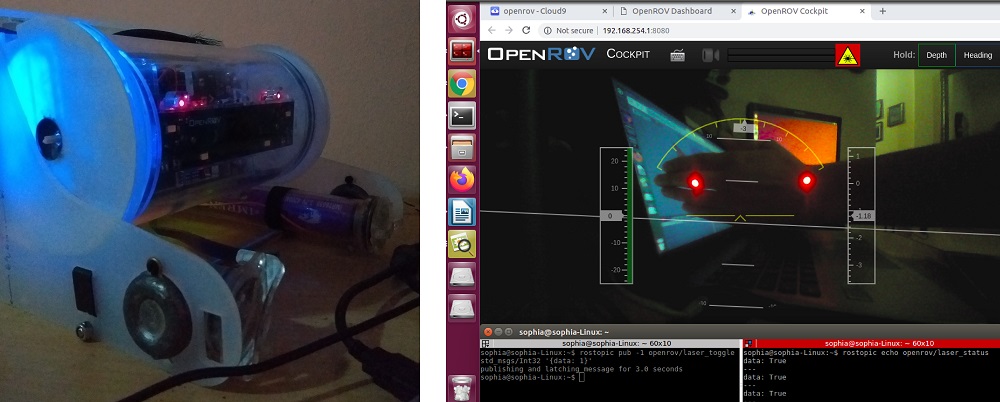 OPENROV
openrov - Cloud9
OpenROV Dashboard
OpenROV Cockpit
Not secure | 192.168.254.1:8080
OPENROV COCKPIT
Hold:
Depth
Heading
-3
10
20
10
0
-10
-20
1
0
-1.18
-2
-3
sophia@sophia-Linux: ~
sophia@sophia-Linux: ~ 60x10
sophia@sophia-Linux:~$ rostopic pub -1 openrov/laser_toggle
std_msgs/Int32 '{data: 1}'
publishing and latching message for 3.0 seconds
sophia@sophia-Linux:~$
sophia@sophia-Linux: ~ 60x10
sophia@sophia-Linux:~$ rostopic echo openrov/laser_status
data: True
---
data: True
---
data: True